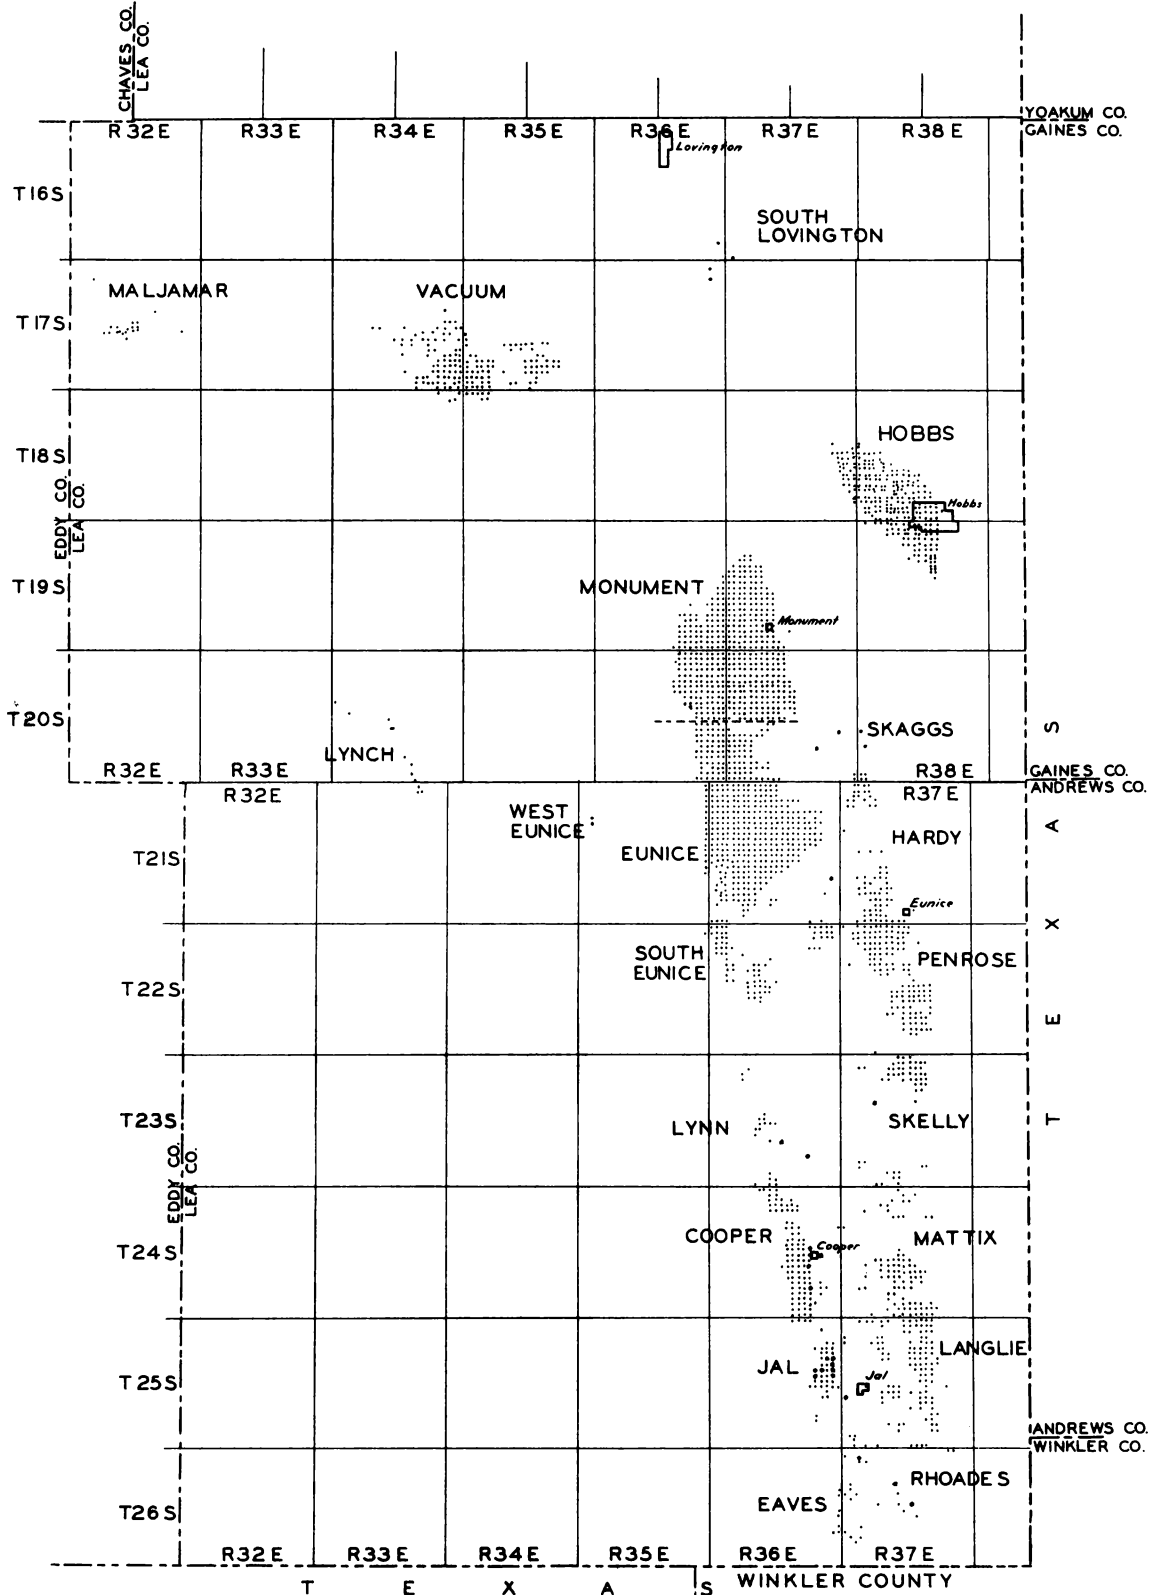 CHAVES CO.
LEA CO.
YOAKUM CO.
GAINES CO.
R32E R33E R34E R35E R36E R37E R38E
Lovington
T16S
SOUTH
LOVINGTON
MALJAMAR
VACUUM
T17S
HOBBS
T18S
EDDY CO.
LEA CO.
Hobbs
MONUMENT
T19S
Monument
T20S
SKAGGS
LYNCH
R32E R33E R38E
GAINES CO.
ANDREWS CO.
R32E R37E
WEST
EUNICE
HARDY
EUNICE
T21S
Eunice
SOUTH
EUNICE
PENROSE
T22S
T23S
LYNN
SKELLY
EDDY CO.
LEA CO.
COOPER
Cooper
MATTIX
T24S
LANGLIE
JAL
Jal
T25S
ANDREWS CO.
WINKLER CO.
RHOADES
EAVES
T26S
R32E R33E R34E R35E R36E R37E
WINKLER COUNTY
T E X A S
T E X A S